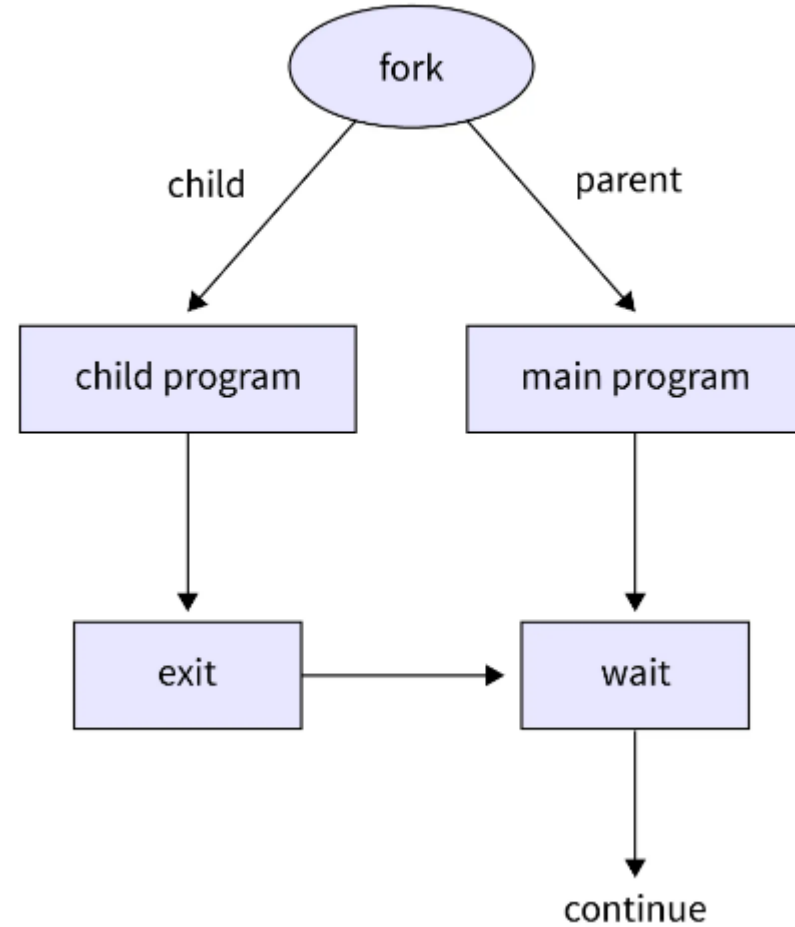 fork
child
parent
child program
main program
exit
wait
continue